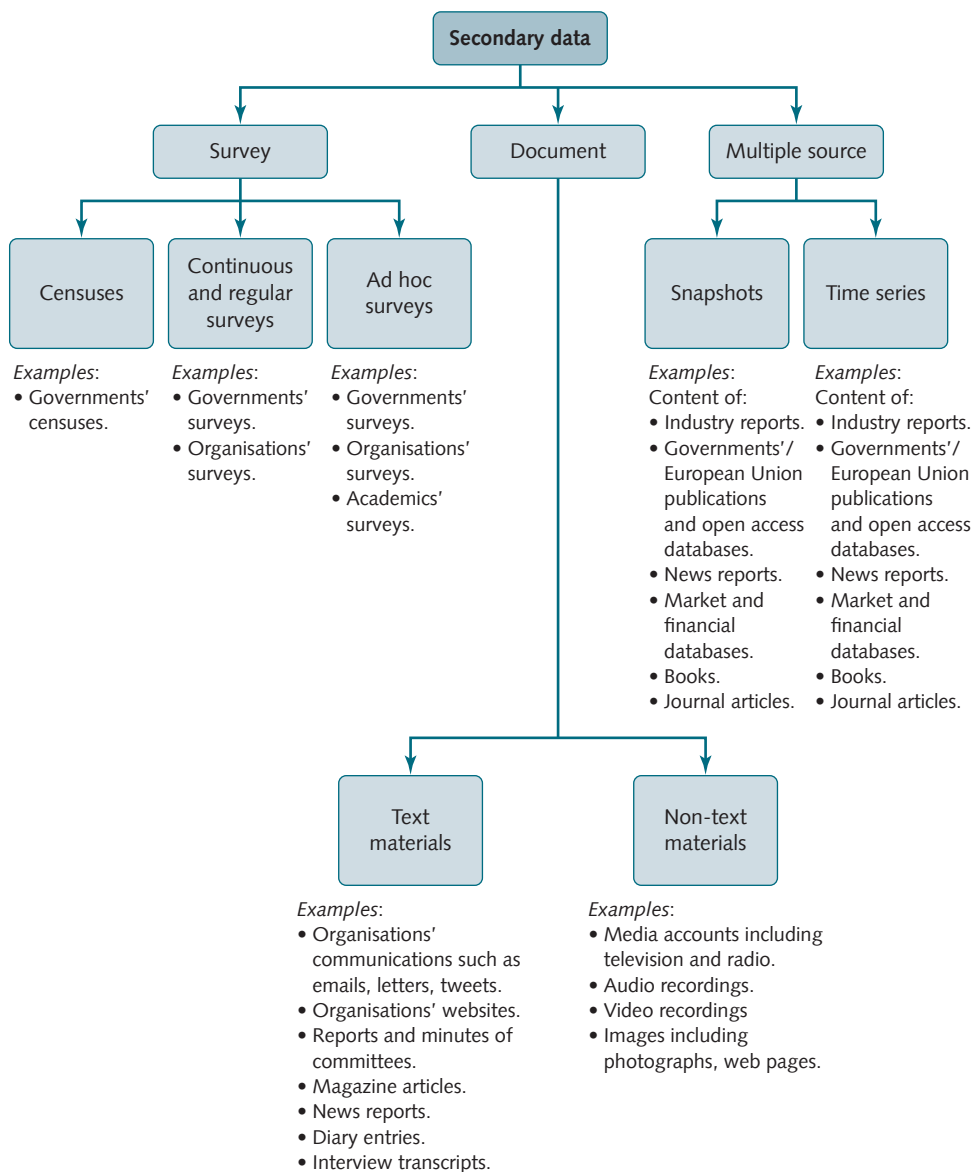 Secondary data
Survey
Document
Multiple source
Censuses
Continuous
and regular
surveys
Ad hoc
surveys
Snapshots
Time series
Examples:
• Governments'
censuses.
Examples:
• Governments'
surveys.
• Organisations'
surveys.
Examples:
• Governments'
surveys.
• Organisations'
surveys.
• Academics'
surveys.
Examples:
Content of:
• Industry reports.
• Governments'/
European Union
publications
and open access
databases.
• News reports.
• Market and
financial
databases.
• Books.
• Journal articles.
Examples:
Content of:
• Industry reports.
• Governments'/
European Union
publications
and open access
databases.
• News reports.
• Market and
financial
databases.
• Books.
• Journal articles.
Text
materials
Non-text
materials
Examples:
• Organisations'
communications such as
emails, letters, tweets.
• Organisations' websites.
• Reports and minutes of
committees.
• Magazine articles.
• News reports.
• Diary entries.
• Interview transcripts.
Examples:
• Media accounts including
television and radio.
• Audio recordings.
• Video recordings
• Images including
photographs, web pages.